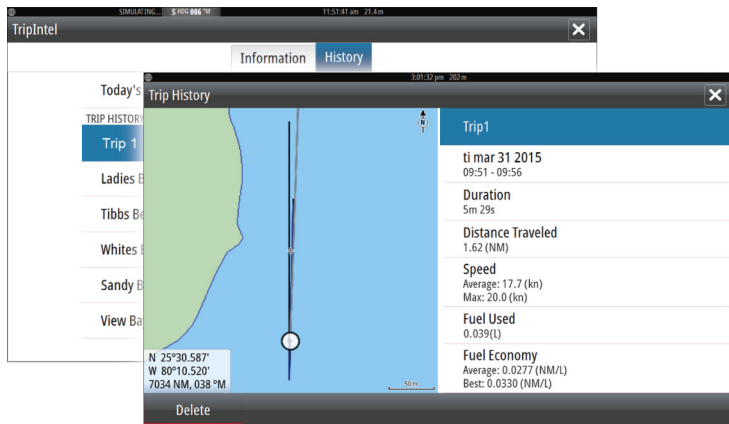 SIMULATING... S HDG 006 °M 11:51:41 am 21.4 m
TripIntel
Information History
Today's
TRIP HISTORY
Trip 1
Ladies B
Tibbs Be
Whites B
Sandy B
View Ba
3:01:32 pm 202 m
Trip History
N
Trip1
ti mar 31 2015
09:51 - 09:56
Duration
5m 29s
Distance Traveled
1.62 (NM)
Speed
Average: 17.7 (kn)
Max: 20.0 (kn)
Fuel Used
0.039(L)
Fuel Economy
Average: 0.0277 (NM/L)
Best: 0.0330 (NM/L)
N 25°30.587'
W 80°10.520'
7034 NM, 038 °M
50 m
Delete